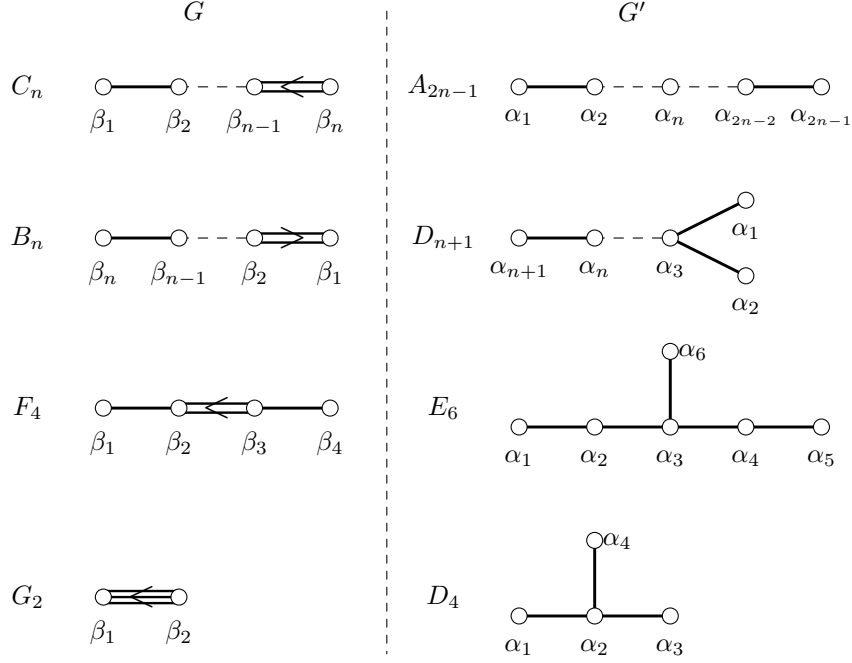 G G′
C_n A_{2n−1}
β_1 β_2 β_{n−1} β_n α_1 α_2 α_n α_{2n−2} α_{2n−1}
α_1
B_n D_{n+1}
β_n β_{n−1} β_2 β_1 α_{n+1} α_n α_3
α_2
α_6
F_4 E_6
β_1 β_2 β_3 β_4 α_1 α_2 α_3 α_4 α_5
α_4
G_2 D_4
β_1 β_2 α_1 α_2 α_3